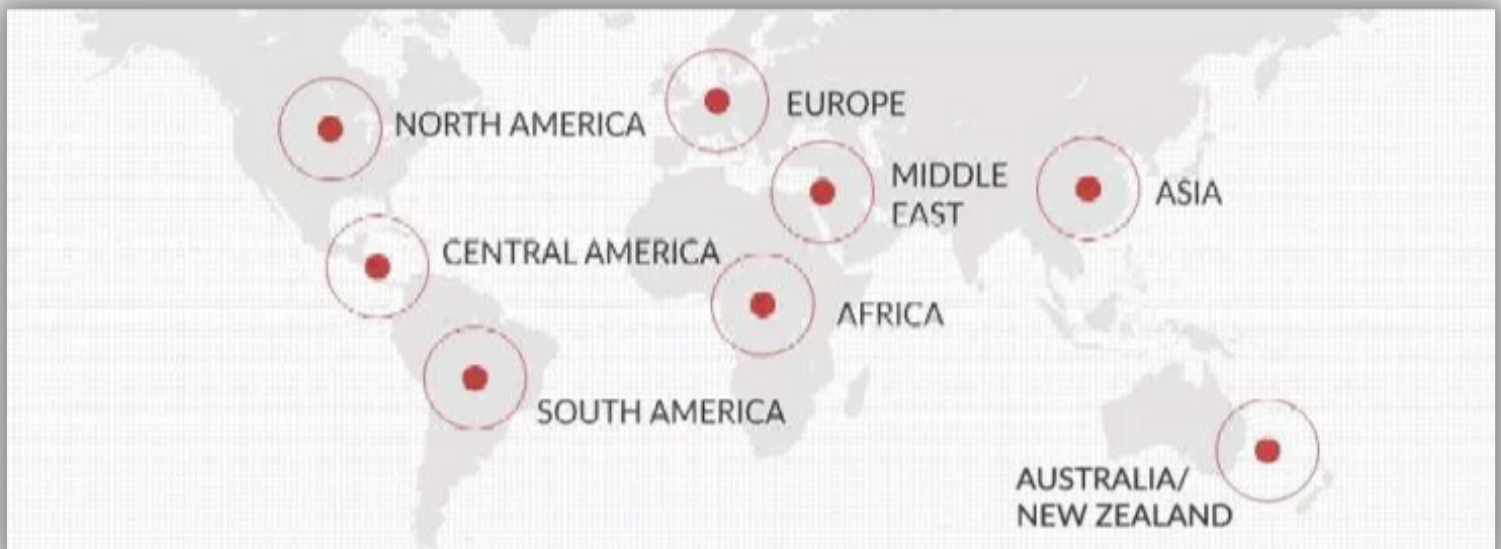 EUROPE
NORTH AMERICA
MIDDLE
EAST
ASIA
CENTRAL AMERICA
AFRICA
SOUTH AMERICA
AUSTRALIA/
NEW ZEALAND